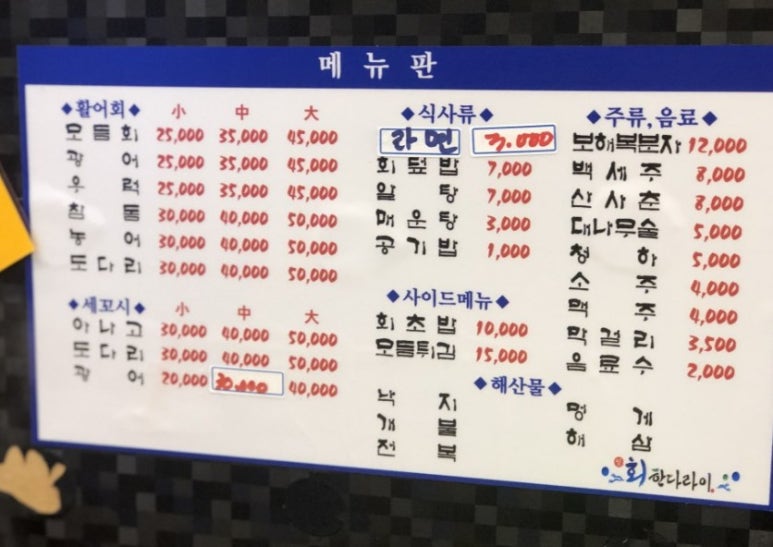 메뉴판
◆활어회◆ 小 中 大
모듬회 25,000 35,000 45,000
광어 25,000 35,000 45,000
우럭 25,000 35,000 45,000
참돔 30,000 40,000 50,000
농어 30,000 40,000 50,000
도다리 30,000 40,000 50,000
◆세꼬시◆ 小 中 大
아나고 30,000 40,000 50,000
도다리 30,000 40,000 50,000
광어 20,000 30.000 40,000
◆식사류◆
라면 3.000
회덮밥 7,000
알탕 7,000
매운탕 3,000
공기밥 1,000
◆사이드메뉴◆
회초밥 10,000
모듬튀김 15,000
◆주류,음료◆
보해복분자 12,000
백세주 8,000
산사춘 8,000
대나무술 5,000
청하 5,000
소주 4,000
맥주 4,000
막걸리 3,500
음료수 2,000
◆해산물◆
낙지 멍게
개불 해삼
전복
회한다라이